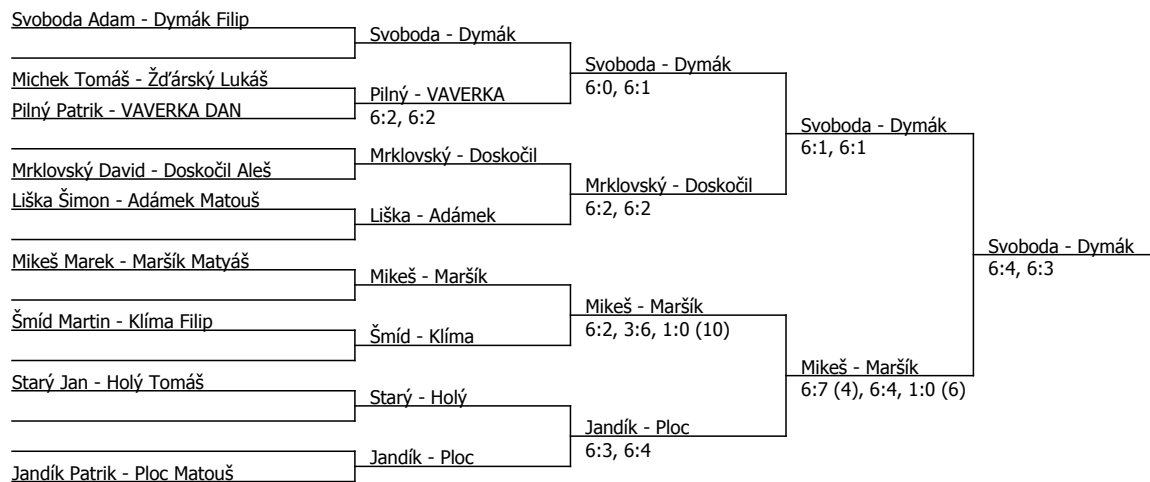 Svoboda Adam - Dymák Filip
Michek Tomáš - Žďárský Lukáš
Pilný Patrik - VAVERKA DAN
Mrklovský David - Doskočil Aleš
Liška Šimon - Adámek Matouš
Mikeš Marek - Maršík Matyáš
Šmíd Martin - Klíma Filip
Starý Jan - Holý Tomáš
Jandík Patrik - Ploc Matouš
Svoboda - Dymák
Pilný - VAVERKA
6:2, 6:2
Mrklovský - Doskočil
Liška - Adámek
Mikeš - Maršík
Šmíd - Klíma
Starý - Holý
Jandík - Ploc
Svoboda - Dymák
6:0, 6:1
Mrklovský - Doskočil
6:2, 6:2
Mikeš - Maršík
6:2, 3:6, 1:0 (10)
Jandík - Ploc
6:3, 6:4
Svoboda - Dymák
6:1, 6:1
Mikeš - Maršík
6:7 (4), 6:4, 1:0 (6)
Svoboda - Dymák
6:4, 6:3